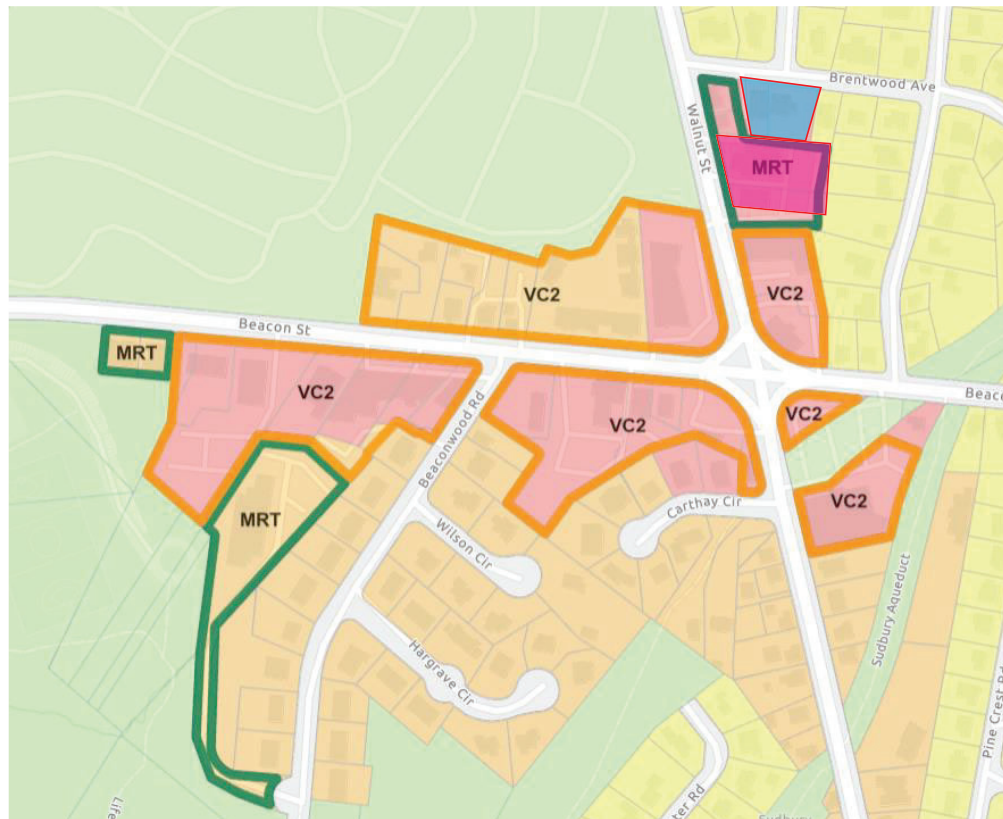 Brentwood Ave
Walnut St
MRT
VC2
VC2
Beacon St
MRT
VC2
VC2
VC2
Beaconwood Rd
Carthay Cir
VC2
MRT
Wilson Cir
Sudbury Aqueduct
Hargrave Cir
Pine Crest Rd